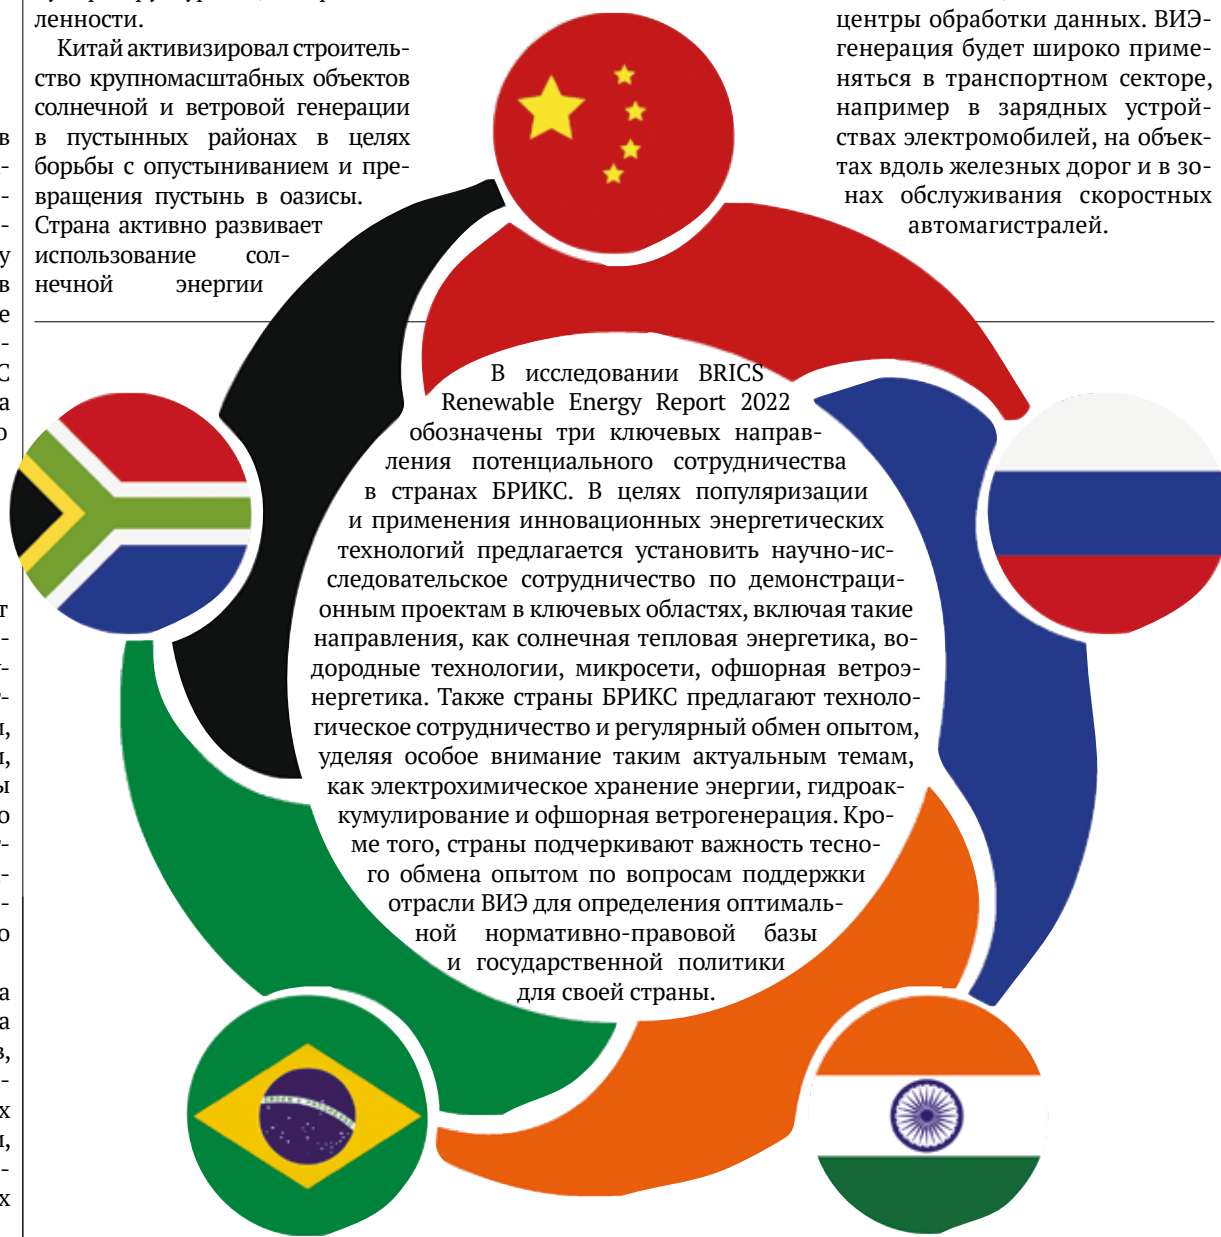 ленности.
Китай активизировал строитель-
ство крупномасштабных объектов
солнечной и ветровой генерации
в пустынных районах в целях
борьбы с опустыниванием и пре-
вращения пустынь в оазисы.
Страна активно развивает
использование сол-
нечной энергии
центры обработки данных. ВИЭ-
генерация будет широко приме-
няться в транспортном секторе,
например в зарядных устрой-
ствах электромобилей, на объек-
тах вдоль железных дорог и в зо-
нах обслуживания скоростных
автомагистралей.
В исследовании BRICS
Renewable Energy Report 2022
обозначены три ключевых направ-
ления потенциального сотрудничества
в странах БРИКС. В целях популяризации
и применения инновационных энергетических
технологий предлагается установить научно-ис-
следовательское сотрудничество по демонстраци-
онным проектам в ключевых областях, включая такие
направления, как солнечная тепловая энергетика, во-
дородные технологии, микросети, офшорная ветроэ-
нергетика. Также страны БРИКС предлагают техноло-
гическое сотрудничество и регулярный обмен опытом,
уделяя особое внимание таким актуальным темам,
как электрохимическое хранение энергии, гидроак-
кумулирование и офшорная ветрогенерация. Кро-
ме того, страны подчеркивают важность тесно-
го обмена опытом по вопросам поддержки
отрасли ВИЭ для определения оптималь-
ной нормативно-правовой базы
и государственной политики
для своей страны.